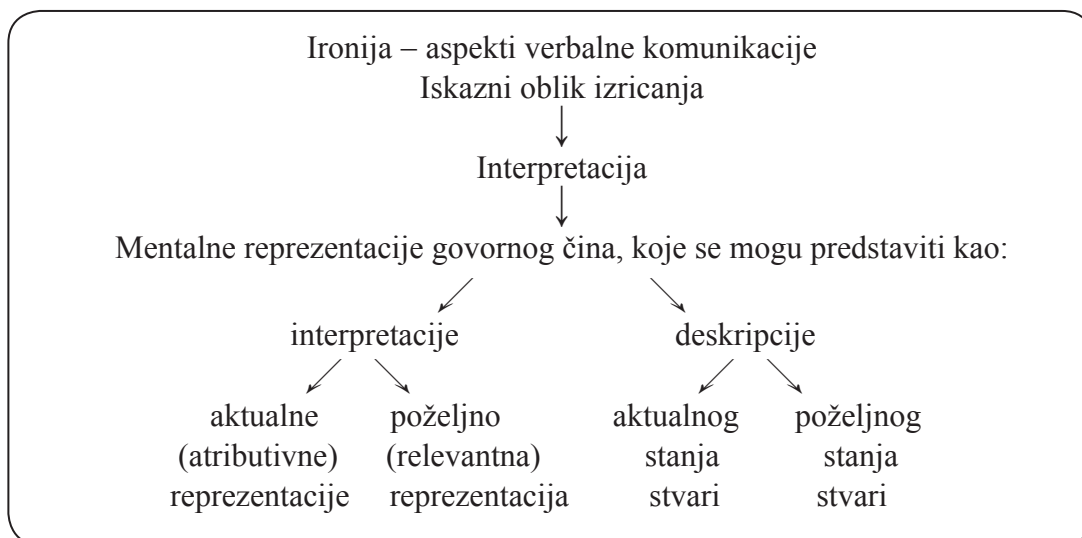 Ironija – aspekti verbalne komunikacije
Iskazni oblik izricanja
Interpretacija
Mentalne reprezentacije govornog čina, koje se mogu predstaviti kao:
interpretacije deskripcije
aktualne poželjno aktualnog poželjnog
(atributivne) (relevantna) stanja stanja
reprezentacije reprezentacija stvari stvari